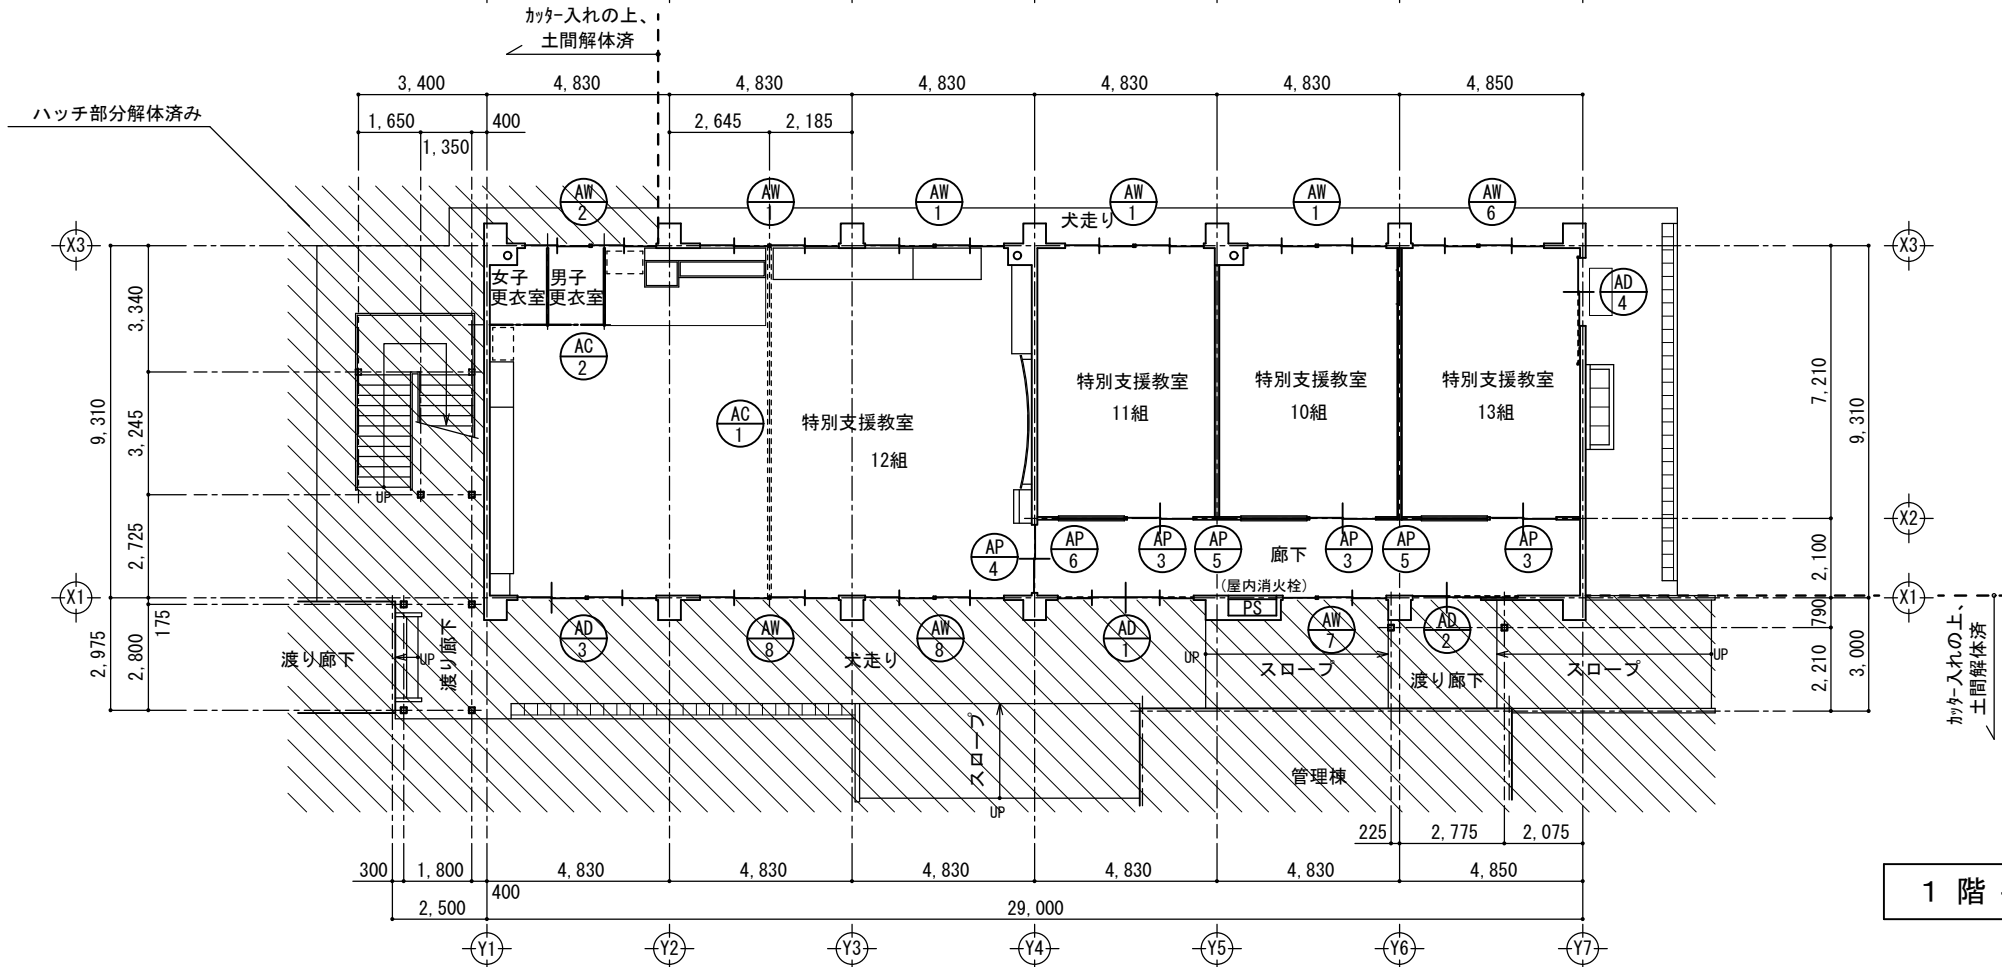 カッター入れの上、
土間解体済
3,400
4,830
4,830
4,830
4,830
4,830
4,850
ハッチ部分解体済み
1,650
400
2,645
2,185
1,350
AW
2
AW
1
AW
1
AW
1
AW
1
AW
6
犬走り
X3
X3
女子
更衣室
男子
更衣室
AD
4
3,340
AC
2
特別支援教室
11組
特別支援教室
10組
特別支援教室
13組
7,210
9,310
3,245
AC
1
特別支援教室
12組
9,310
UP
X2
2,725
AP
4
AP
6
AP
3
AP
5
廊下
AP
3
AP
5
AP
3
2,100
(屋内消火栓)
PS
X1
X1
カッター入れの上、
土間解体済
175
790
AD
3
AW
8
AW
8
AD
1
AW
7
AD
2
渡り廊下
UP
渡り廊下
犬走り
UP
スロープ
渡り廊下
スロープ
UP
2,975
2,800
2,210
3,000
スロープ
UP
管理棟
225
2,775
2,075
300
1,800
400
4,830
4,830
4,830
4,830
4,830
4,850
2,500
29,000
1 階
Y1
Y2
Y3
Y4
Y5
Y6
Y7